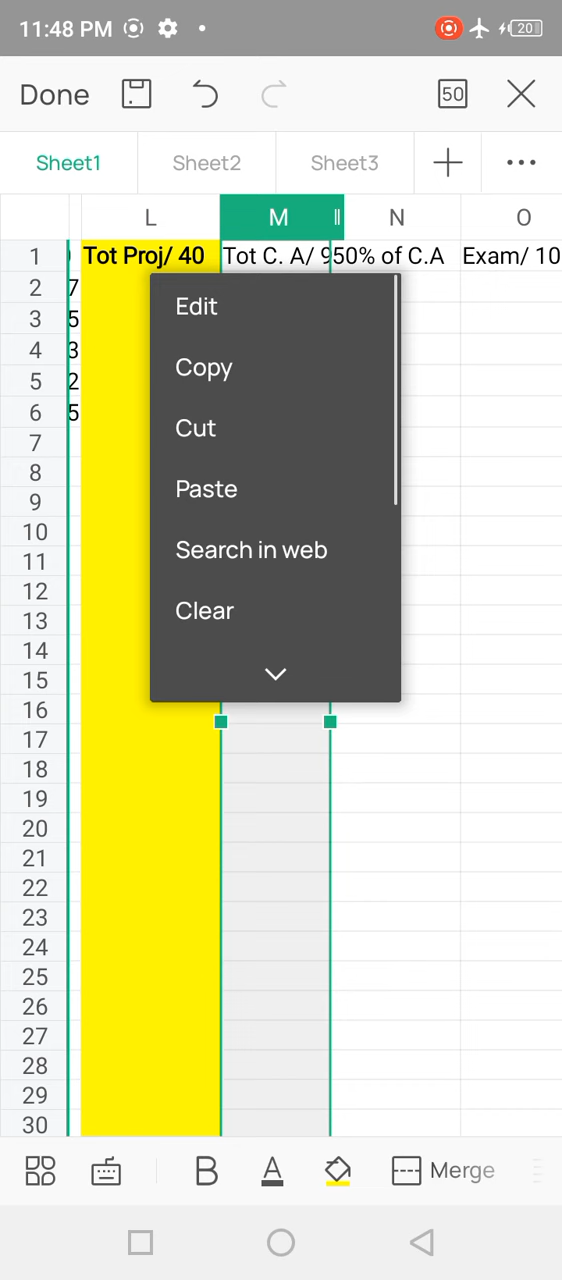 11:48 PM 20
Done 50
Sheet1 Sheet2 Sheet3
L M N O
1 Tot Proj/ 40 Tot C. A/ 950% of C.A Exam/ 10
2 7
3 5
4 3
5 2
6 5
7
8
9
10
11
12
13
14
15
16
17
18
19
20
21
22
23
24
25
26
27
28
29
30
Edit
Copy
Cut
Paste
Search in web
Clear
B A Merge